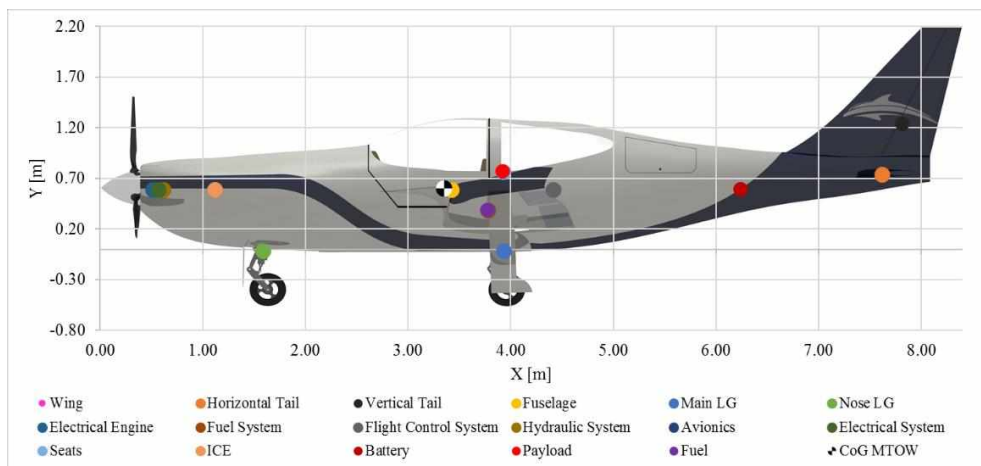 2.20
1.70
1.20
0.70
0.20
-0.30
-0.80
Y [m]
0.00 1.00 2.00 3.00 4.00 5.00 6.00 7.00 8.00
X [m]
Wing Horizontal Tail Vertical Tail Fuselage Main LG Nose LG
Electrical Engine Fuel System Flight Control System Hydraulic System Avionics Electrical System
Seats ICE Battery Payload Fuel CoG MTOW